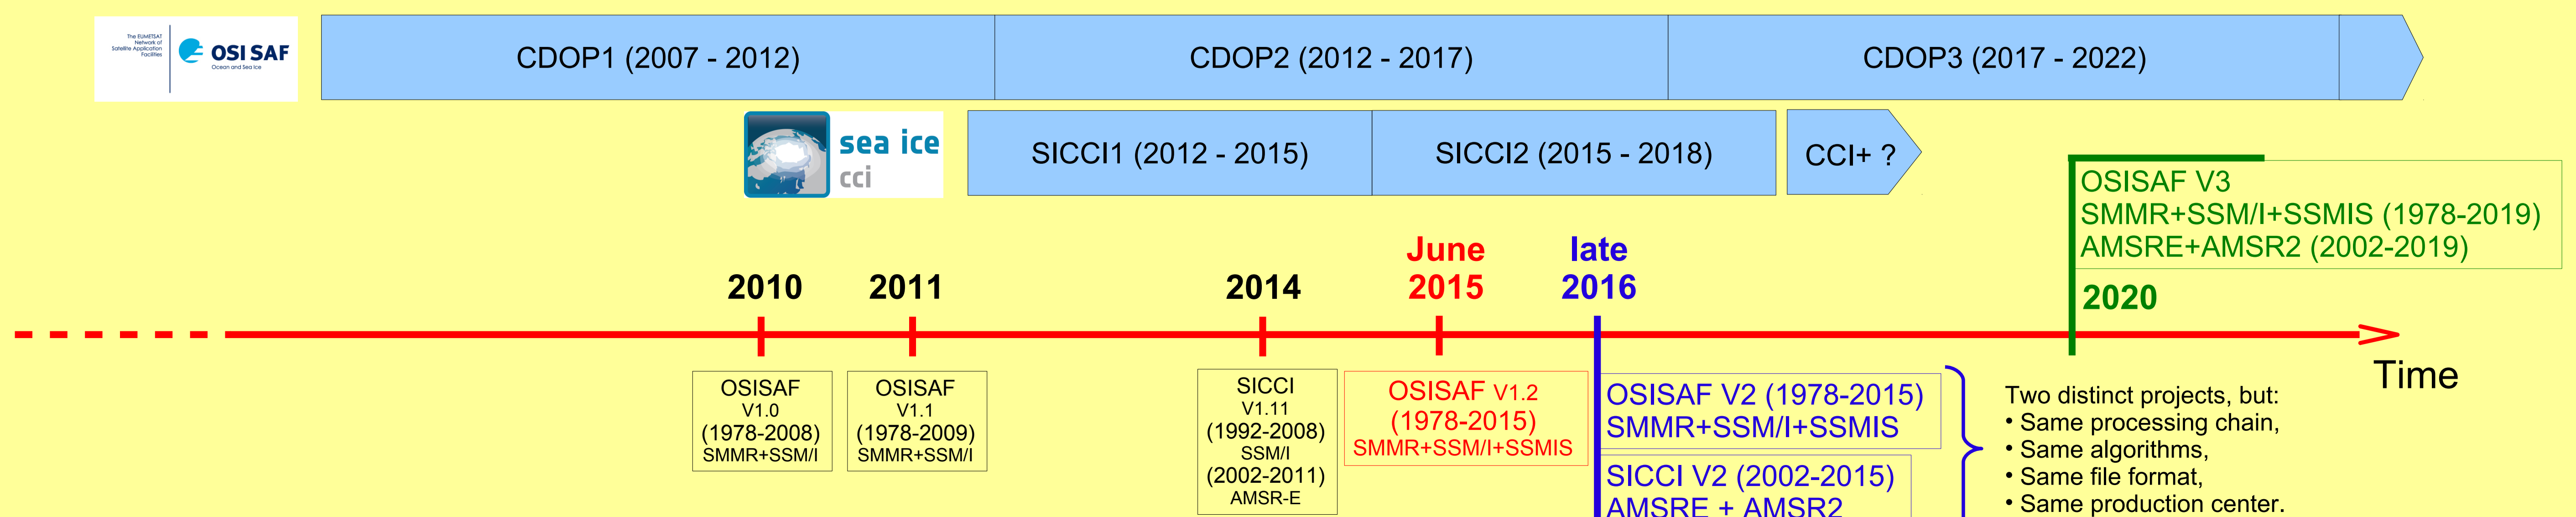 The EUMETSAT
Network of
Satellite Application
Facilities
OSI SAF
Ocean and Sea Ice
CDOP1 (2007 - 2012)
CDOP2 (2012 - 2017)
CDOP3 (2017 - 2022)
sea ice
cci
SICCI1 (2012 - 2015)
SICCI2 (2015 - 2018)
CCI+ ?
OSISAF V3
SMMR+SSM/I+SSMIS (1978-2019)
AMSRE+AMSR2 (2002-2019)
2020
2010
2011
2014
June
2015
late
2016
Time
OSISAF
V1.0
(1978-2008)
SMMR+SSM/I
OSISAF
V1.1
(1978-2009)
SMMR+SSM/I
SICCI
V1.11
(1992-2008)
SSM/I
(2002-2011)
AMSR-E
OSISAF V1.2
(1978-2015)
SMMR+SSM/I+SSMIS
OSISAF V2 (1978-2015)
SMMR+SSM/I+SSMIS
SICCI V2 (2002-2015)
AMSRE + AMSR2
Two distinct projects, but:
• Same processing chain,
• Same algorithms,
• Same file format,
• Same production center.